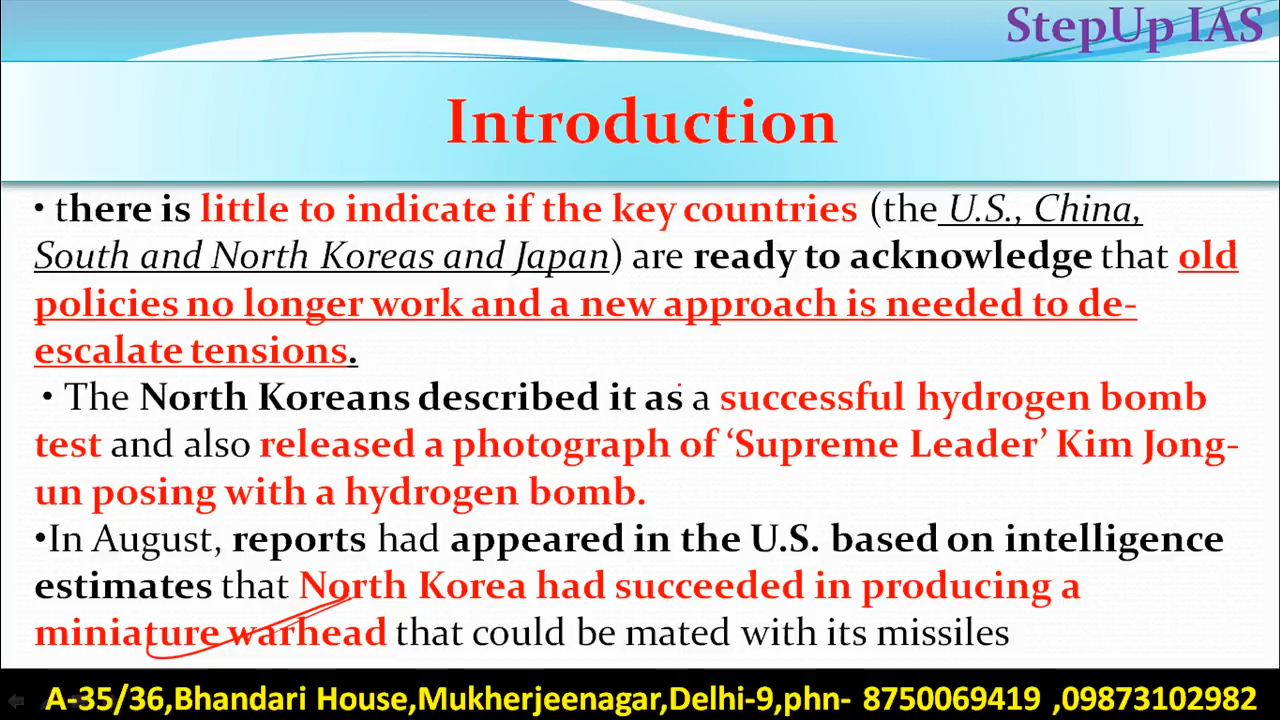 StepUp IAS
Introduction
• there is little to indicate if the key countries (the U.S., China,
South and North Koreas and Japan) are ready to acknowledge that old
policies no longer work and a new approach is needed to de-
escalate tensions.
• The North Koreans described it as a successful hydrogen bomb
test and also released a photograph of ‘Supreme Leader’ Kim Jong-
un posing with a hydrogen bomb.
•In August, reports had appeared in the U.S. based on intelligence
estimates that North Korea had succeeded in producing a
miniature warhead that could be mated with its missiles
A-35/36,Bhandari House,Mukherjeenagar,Delhi-9,phn- 8750069419 ,09873102982